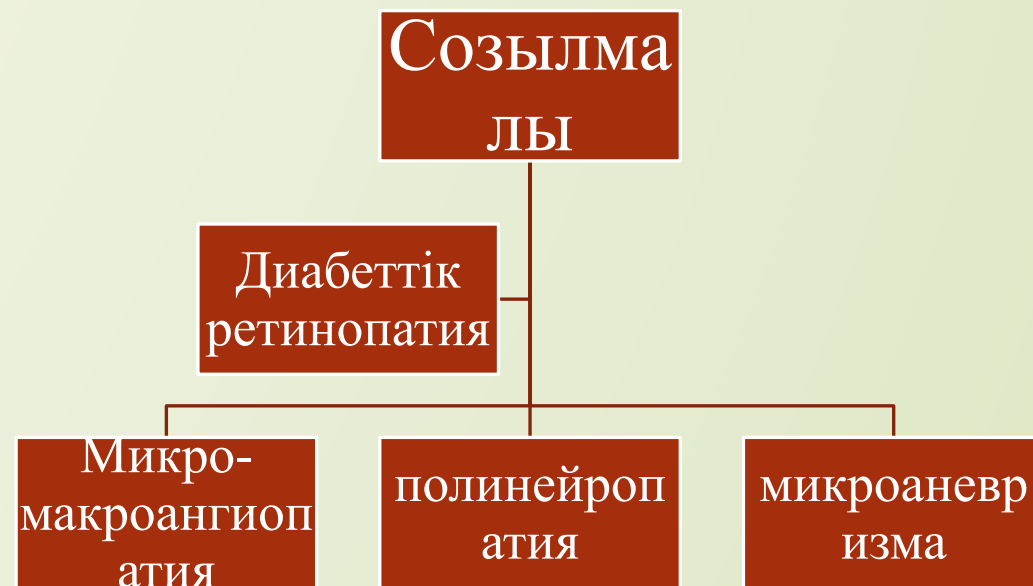 Созылма
лы
Диабеттік
ретинопатия
Микро-
макроангиоп
атия
полинейроп
атия
микроаневр
изма